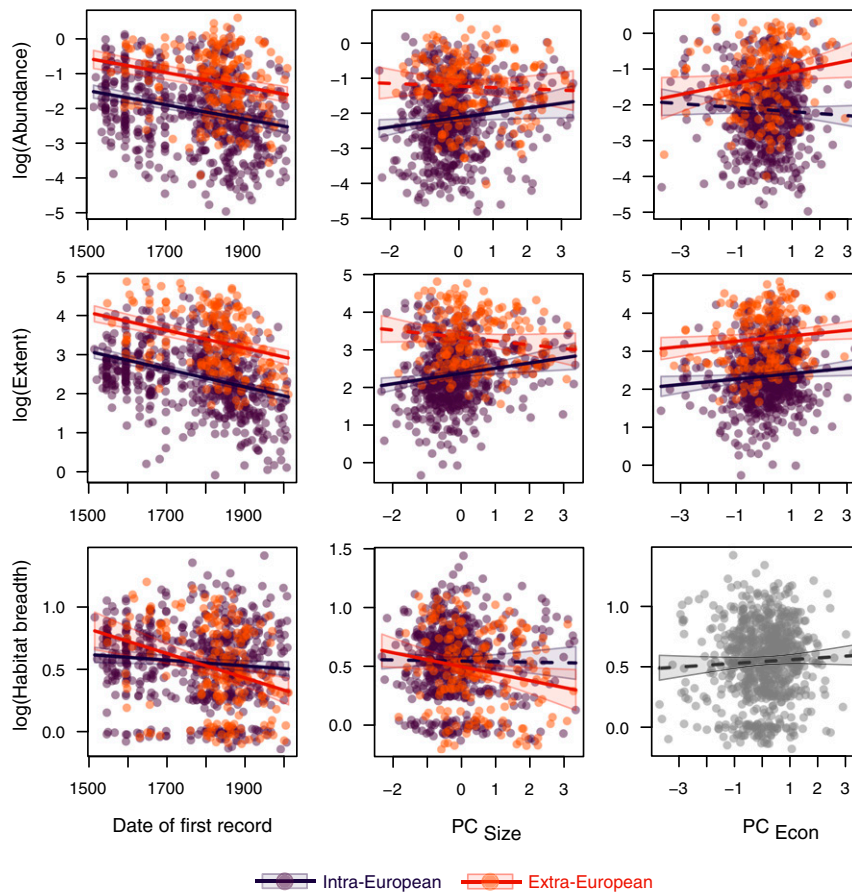 log(Abundance)
0
−1
−2
−3
−4
−5
1500 1700 1900
0
−1
−2
−3
−4
−5
−2 0 1 2 3
0
−1
−2
−3
−4
−5
−3 −1 1 2 3
log(Extent)
5
4
3
2
1
0
1500 1700 1900
5
4
3
2
1
0
−2 0 1 2 3
5
4
3
2
1
0
−3 −1 1 2 3
log(Habitat breadth)
1.0
0.5
0.0
1500 1700 1900
1.5
1.0
0.5
0.0
−2 0 1 2 3
1.0
0.5
0.0
−3 −1 1 2 3
Date of first record
PC Size
PC Econ
Intra-European Extra-European